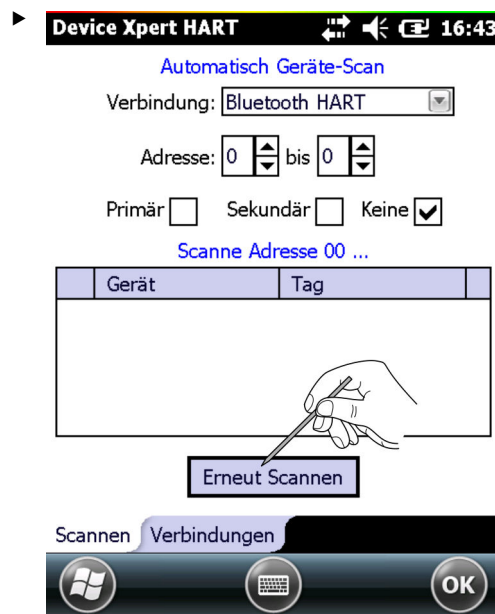 Device Xpert HART 16:43
Automatisch Geräte-Scan
Verbindung: Bluetooth HART
Adresse: 0 bis 0
Primär Sekundär Keine
Scanne Adresse 00 ...
Gerät Tag
Erneut Scannen
Scannen Verbindungen
OK